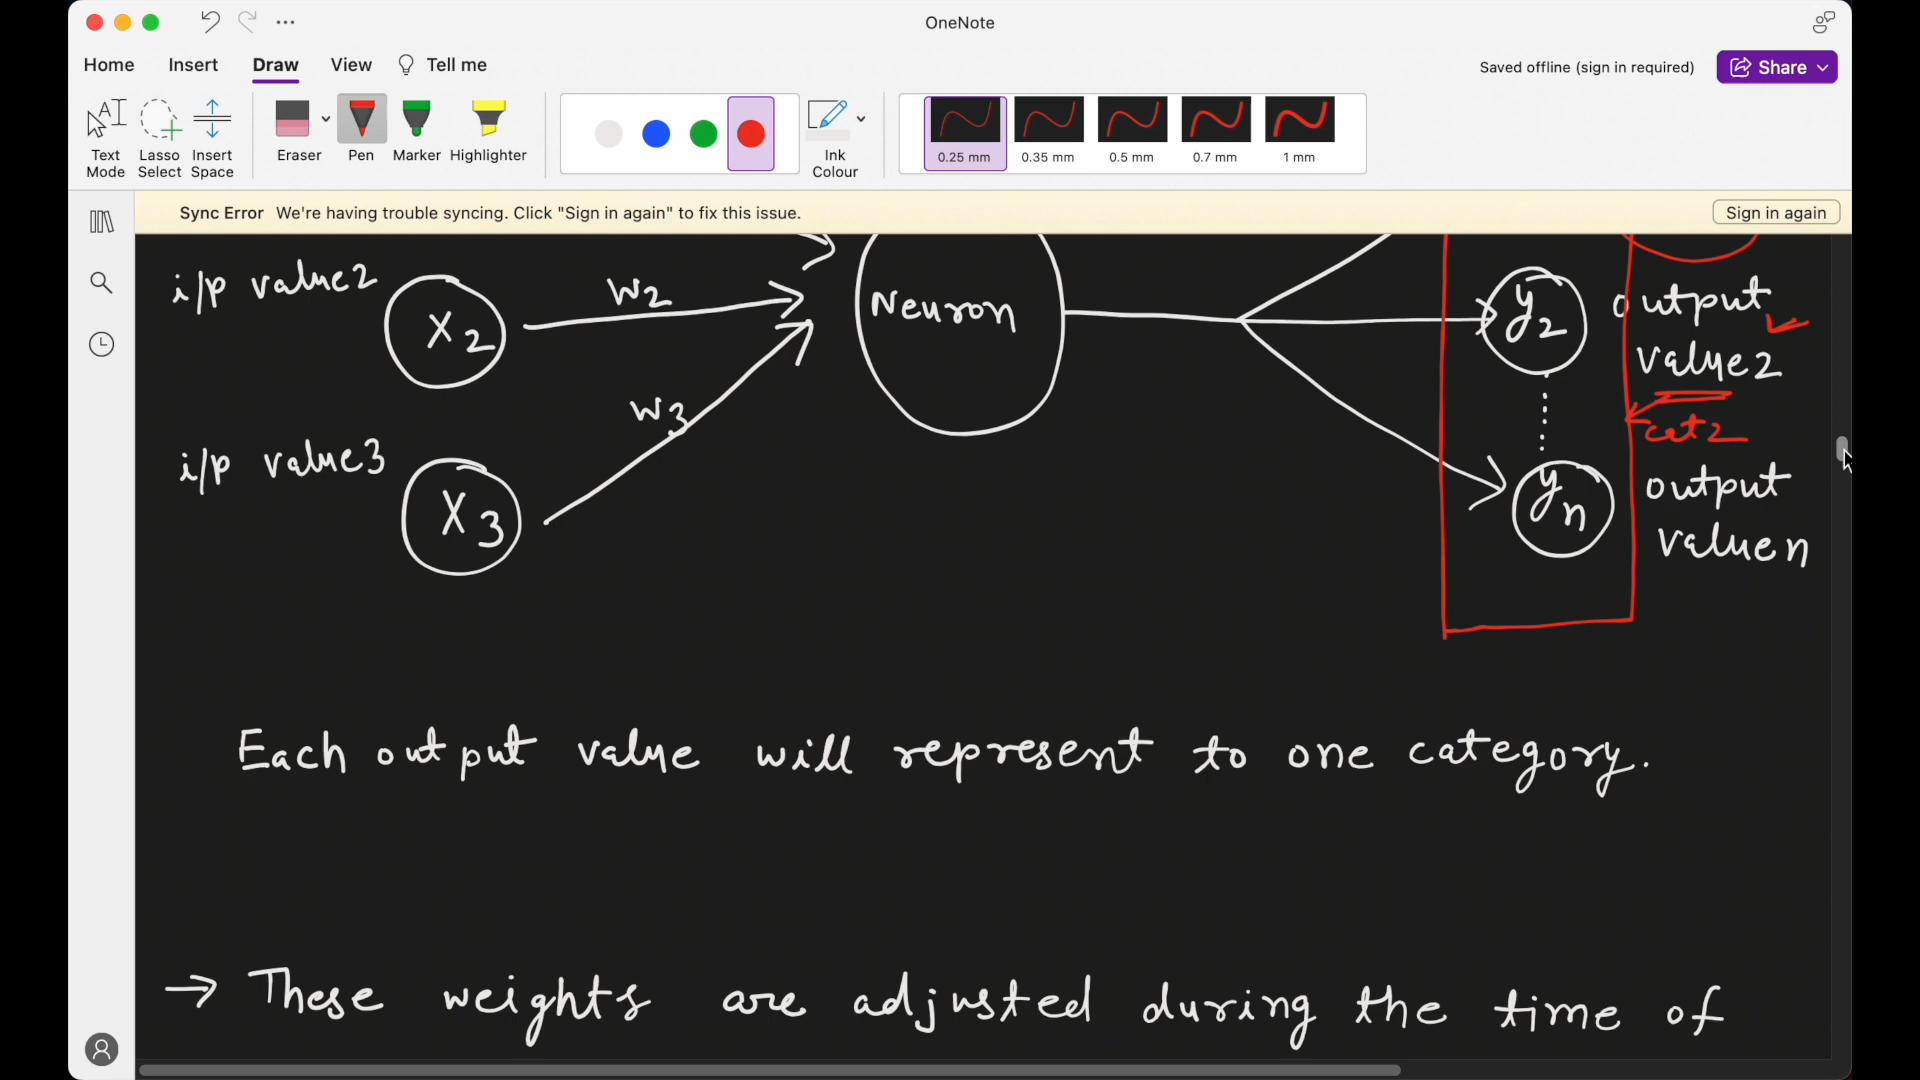 OneNote
Home Insert Draw View Tell me
Saved offline (sign in required) Share
Text Mode
Lasso Select
Insert Space
Eraser
Pen
Marker
Highlighter
Ink Colour
0.25 mm
0.35 mm
0.5 mm
0.7 mm
1 mm
Sync Error We're having trouble syncing. Click "Sign in again" to fix this issue. Sign in again
i/p value2
X2
W2
Neuron
y2
output
value2
cat2
W3
i/p value3
X3
yn
output
value n
Each output value will represent to one category.
→ These weights are adjusted during the time of